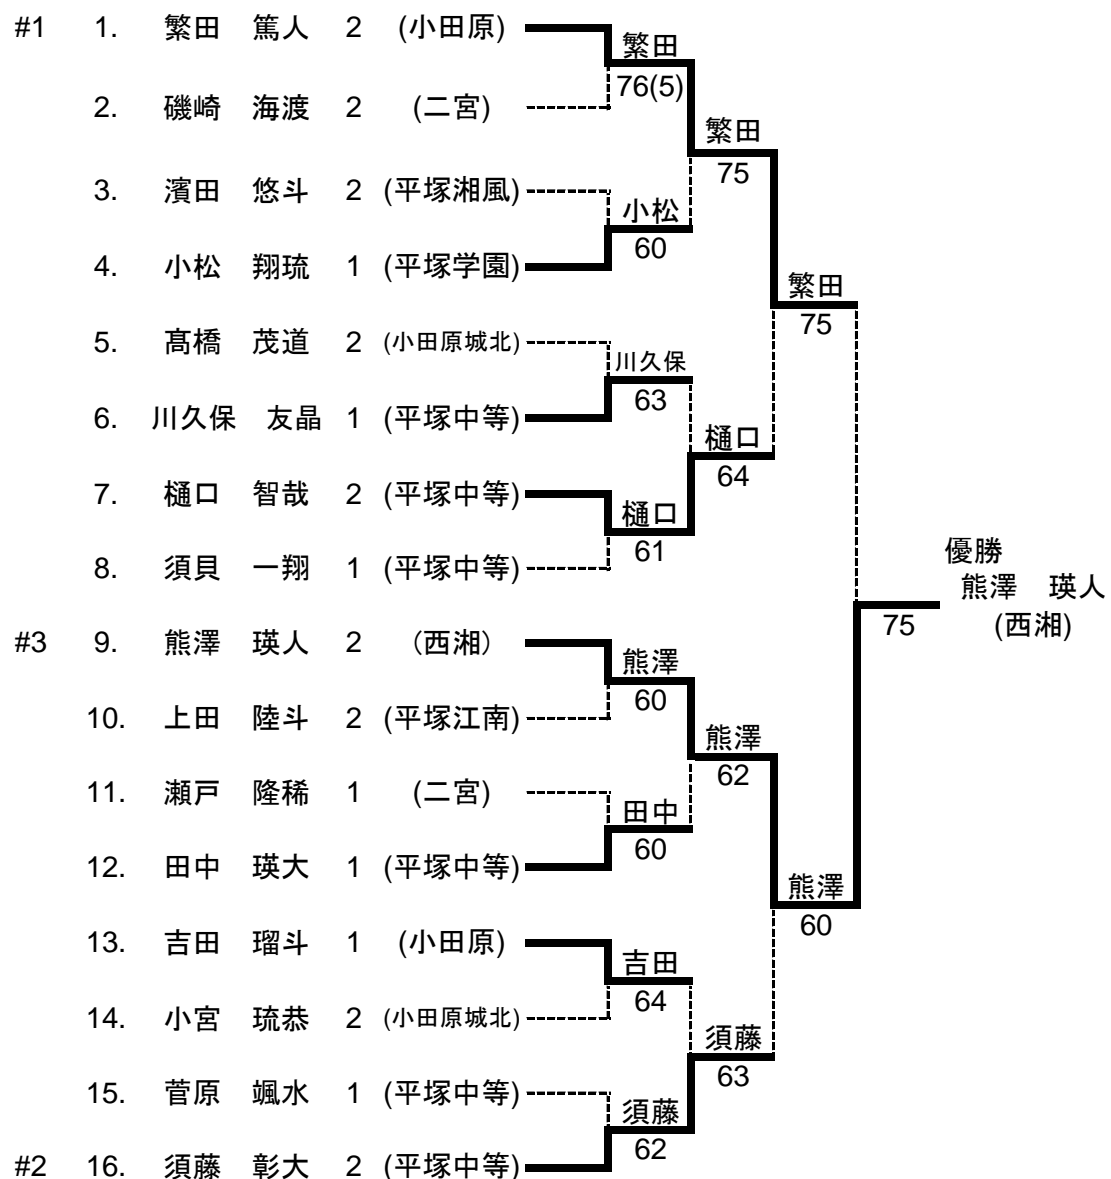 #1 1. 繁田 篤人 2 (小田原)
繁田
76(5)
2. 磯崎 海渡 2 (二宮)
繁田
75
3. 濱田 悠斗 2 (平塚湘風)
小松
60
4. 小松 翔琉 1 (平塚学園)
繁田
75
5. 髙橋 茂道 2 (小田原城北)
川久保
63
6. 川久保 友晶 1 (平塚中等)
樋口
64
7. 樋口 智哉 2 (平塚中等)
樋口
61
8. 須貝 一翔 1 (平塚中等)
優勝
熊澤 瑛人
(西湘)
75
#3 9. 熊澤 瑛人 2 (西湘)
熊澤
60
10. 上田 陸斗 2 (平塚江南)
熊澤
62
11. 瀬戸 隆稀 1 (二宮)
田中
60
12. 田中 瑛大 1 (平塚中等)
熊澤
60
13. 吉田 瑠斗 1 (小田原)
吉田
64
14. 小宮 琉恭 2 (小田原城北)
須藤
63
15. 菅原 颯水 1 (平塚中等)
須藤
62
#2 16. 須藤 彰大 2 (平塚中等)